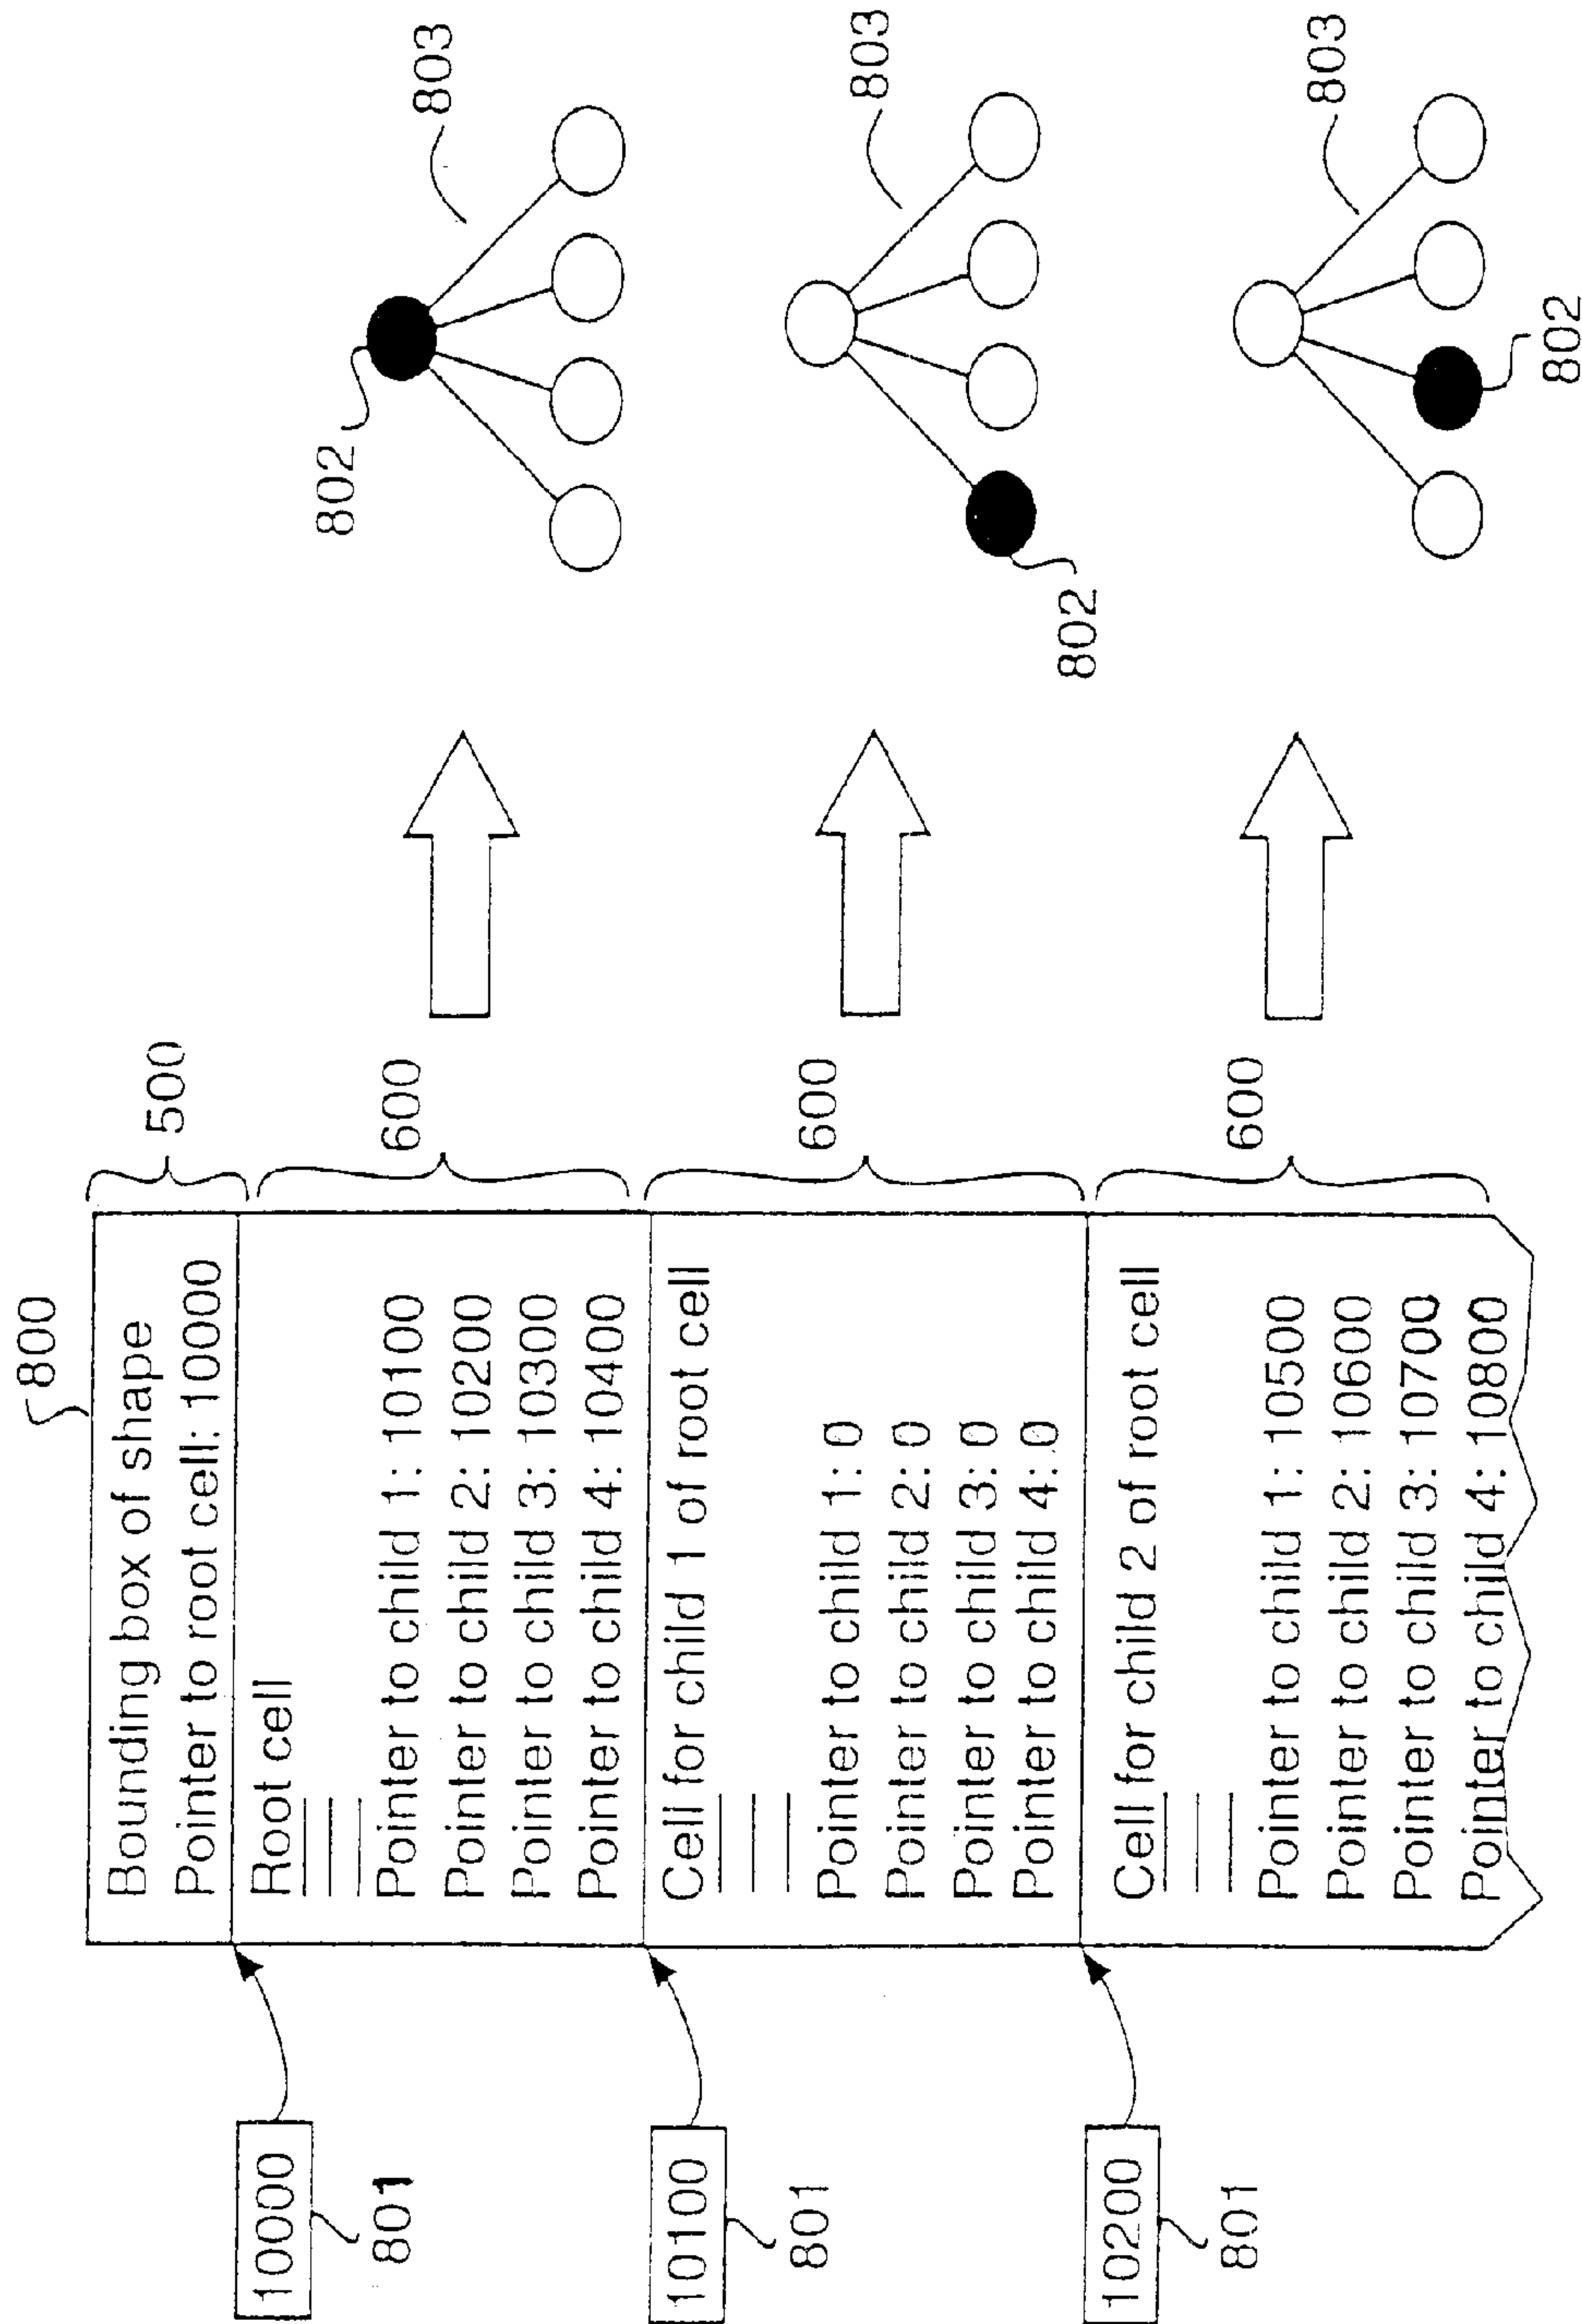 800
Bounding box of shape
Pointer to root cell: 10000
500
10000
801
Root cell
Pointer to child 1: 10100
Pointer to child 2: 10200
Pointer to child 3: 10300
Pointer to child 4: 10400
600
802
803
10100
801
Cell for child 1 of root cell
Pointer to child 1: 0
Pointer to child 2: 0
Pointer to child 3: 0
Pointer to child 4: 0
600
802
803
10200
801
Cell for child 2 of root cell
Pointer to child 1: 10500
Pointer to child 2: 10600
Pointer to child 3: 10700
Pointer to child 4: 10800
600
803
802